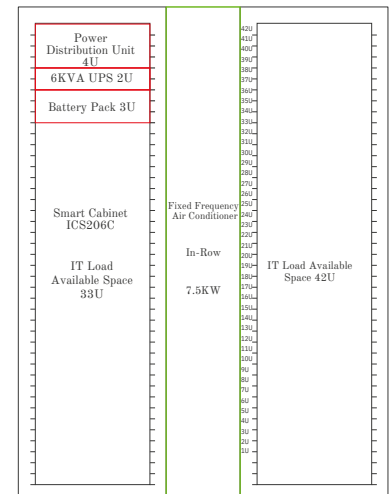 Power
Distribution Unit
4U
6KVA UPS 2U
Battery Pack 3U
Smart Cabinet
ICS206C
IT Load
Available Space
33U
Fixed Frequency
Air Conditioner
In-Row
7.5KW
42U
41U
40U
39U
38U
37U
36U
35U
34U
33U
32U
31U
30U
29U
28U
27U
26U
25U
24U
23U
22U
21U
20U
19U
18U
17U
16U
15U
14U
13U
12U
11U
10U
9U
8U
7U
6U
5U
4U
3U
2U
1U
IT Load Available
Space 42U